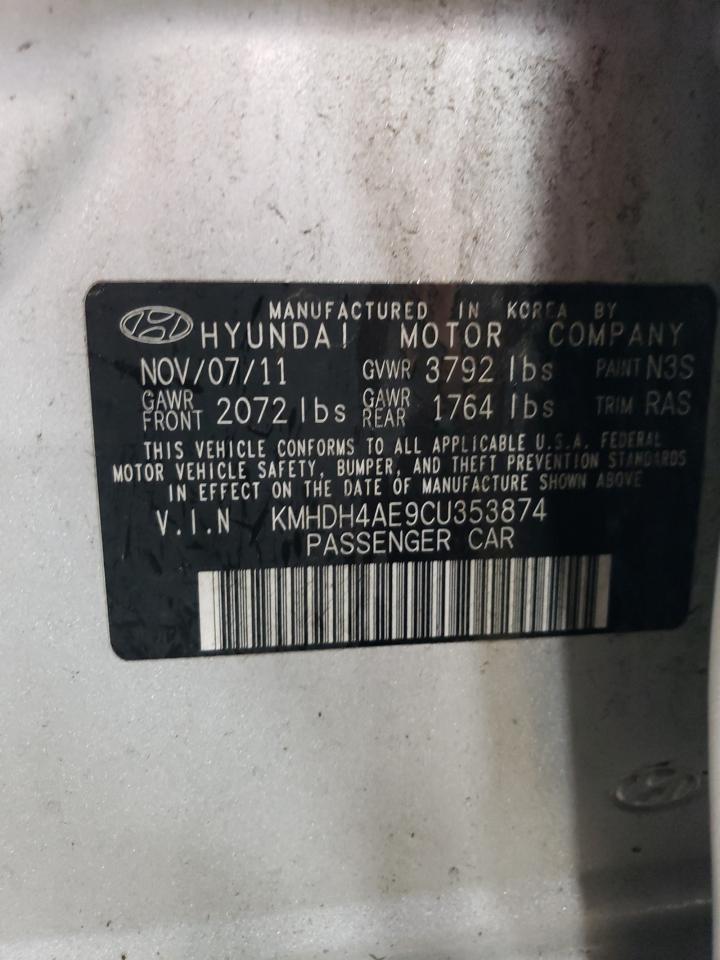 MANUFACTURED IN KOREA BY
HYUNDAI MOTOR COMPANY
NOV/07/11 GVWR 3792 lbs PAINT N3S
GAWR FRONT 2072 lbs GAWR REAR 1764 lbs TRIM RAS
THIS VEHICLE CONFORMS TO ALL APPLICABLE U.S.A. FEDERAL
MOTOR VEHICLE SAFETY, BUMPER, AND THEFT PREVENTION STANDARDS
IN EFFECT ON THE DATE OF MANUFACTURE SHOWN ABOVE
V.I.N KMHDH4AE9CU353874
PASSENGER CAR